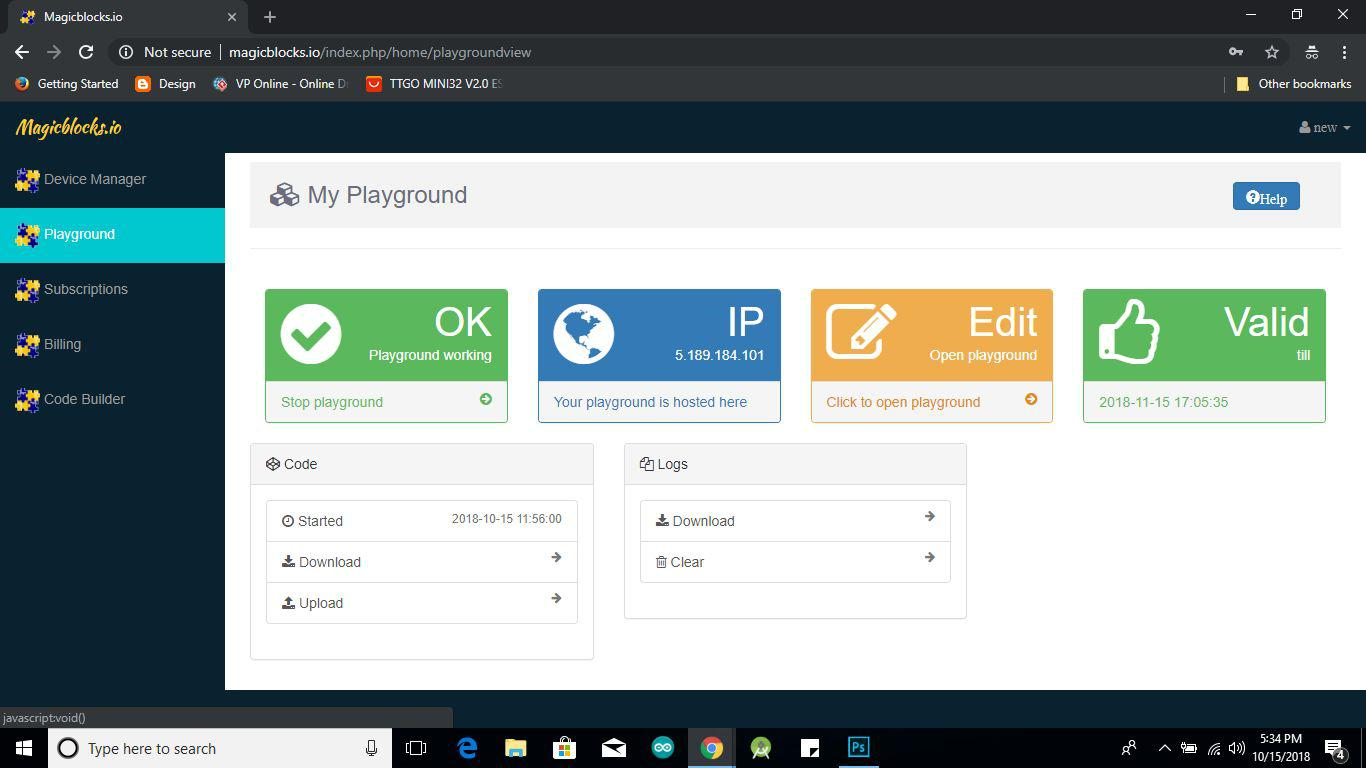 Magicblocks.io
Not secure | magicblocks.io/index.php/home/playgroundview
Getting Started Design VP Online - Online D TTGO MINI32 V2.0 ES Other bookmarks
Magicblocks.io new
Device Manager
Playground
Subscriptions
Billing
Code Builder
My Playground Help
OK
Playground working
Stop playground
IP
5.189.184.101
Your playground is hosted here
Edit
Open playground
Click to open playground
Valid
till
2018-11-15 17:05:35
Code
Started 2018-10-15 11:56:00
Download
Upload
Logs
Download
Clear
javascript:void()
Type here to search
Ps
5:34 PM
10/15/2018
4